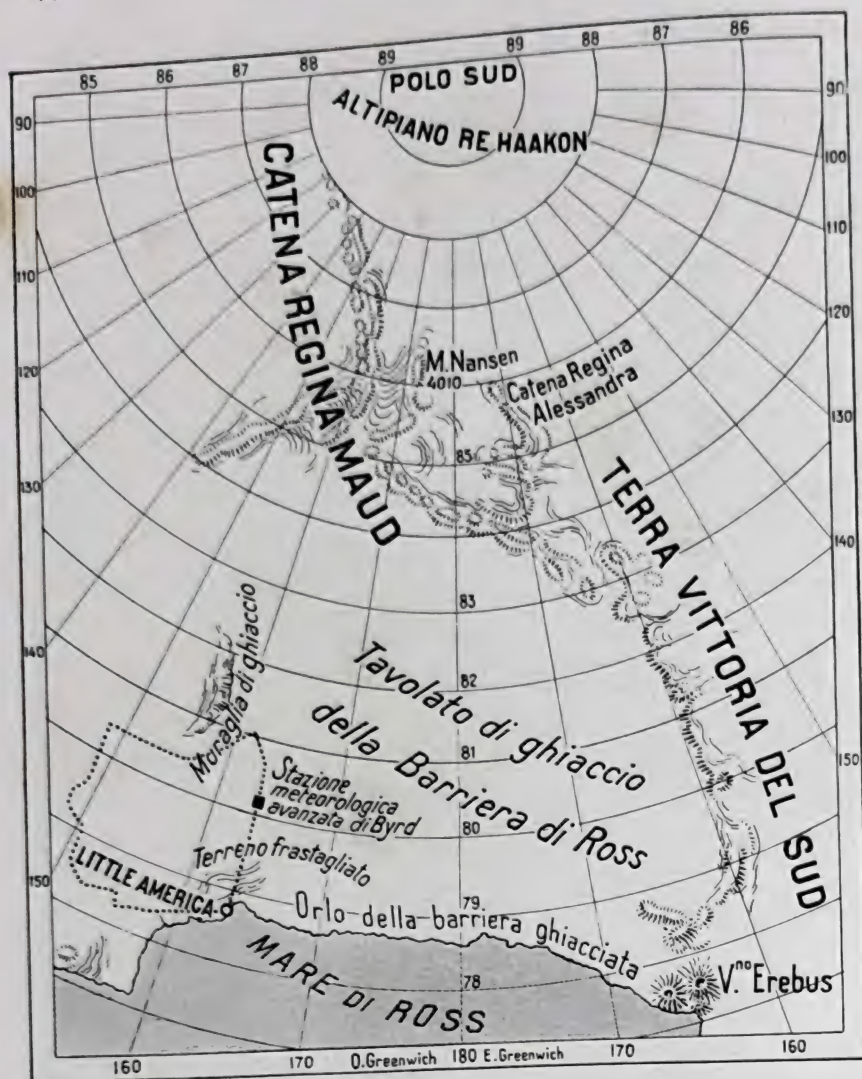 85 86 87 88 89 89 88 87 86
POLO SUD
ALTIPIANO RE HAAKON
90 90
100 100
110 110
120 120
130 130
140 140
150 150
CATENA REGINA MAUD
M. Nansen
4010
Catena Regina
Alessandra
85
TERRA VITTORIA DEL SUD
83
82
81
80
79
78
Muraglia di ghiaccio
Tavolato di ghiaccio
della Barriera di Ross
Stazione
meteorologica
avanzata di Byrd
Terreno frastagliato
LITTLE AMERICA
Orlo della barriera ghiacciata
MARE DI ROSS
V.no Erebus
160 170 O.Greenwich 180 E.Greenwich 170 160